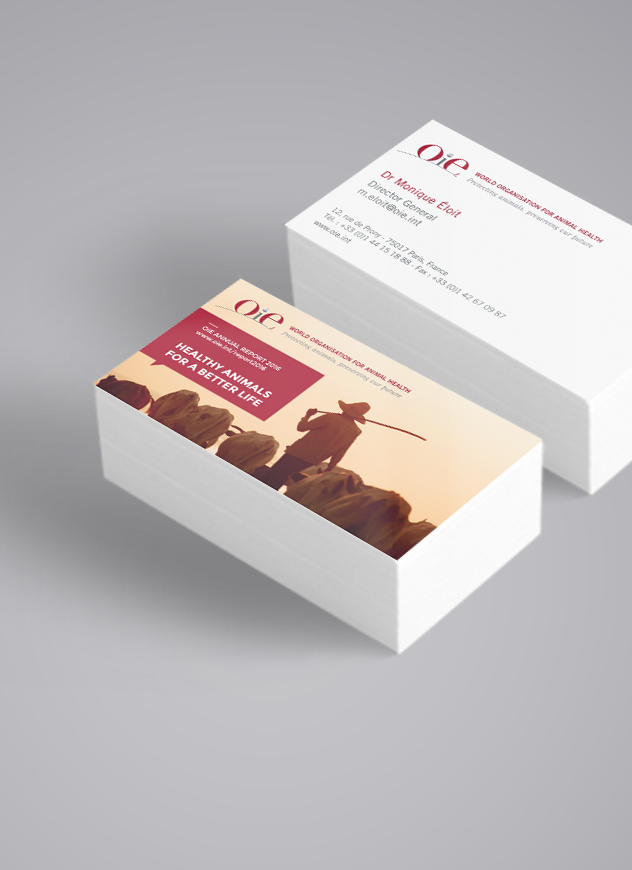 Oie
WORLD ORGANISATION FOR ANIMAL HEALTH
Protecting animals, preserving our future
Dr Monique Éloit
Director General
m.eloit@oie.int
12, rue de Prony - 75017 Paris, France
Tél. : +33 (0)1 44 15 18 88 - Fax : +33 (0)1 42 67 09 87
www.oie.int
Oie
WORLD ORGANISATION FOR ANIMAL HEALTH
Protecting animals, preserving our future
OIE ANNUAL REPORT 2016
www.oie.int/report2016
HEALTHY ANIMALS
FOR A BETTER LIFE